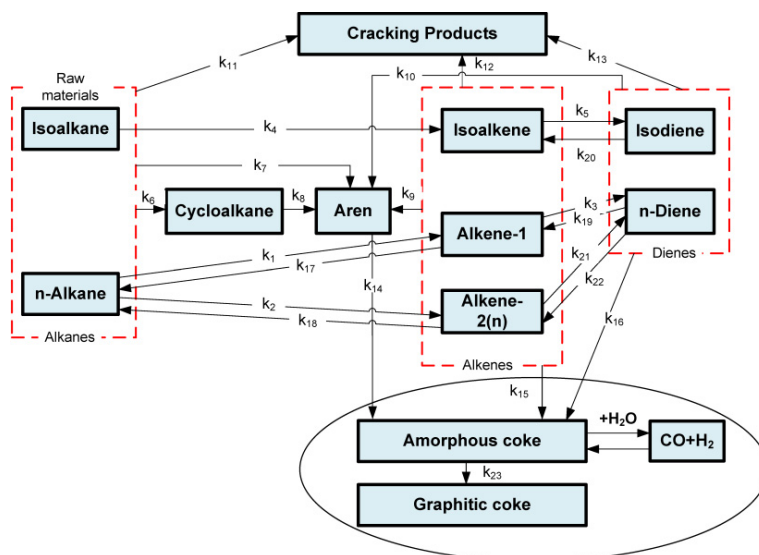 Cracking Products
k11
k12
k13
k10
Raw
materials
Isoalkane
k4
Isoalkene
k5
k20
Isodiene
k7
k6
Cycloalkane
k8
Aren
k9
k3
n-Diene
k19
Alkene-1
k1
k17
Dienes
k21
k22
n-Alkane
k2
k18
k14
Alkene-
2(n)
k16
Alkanes
Alkenes
k15
+H2O
Amorphous coke
CO+H2
k23
Graphitic coke